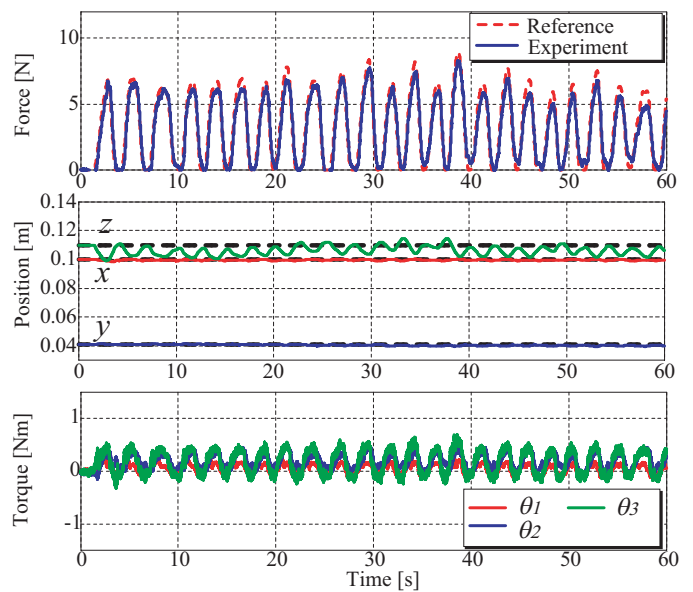 Force [N]
10
5
0
Reference
Experiment
0 10 20 30 40 50 60
Position [m]
0.14
0.12
0.1
0.08
0.06
0.04
z
x
y
0 10 20 30 40 50 60
Torque [Nm]
1
0
-1
θ1 θ3
θ2
0 10 20 30 40 50 60
Time [s]